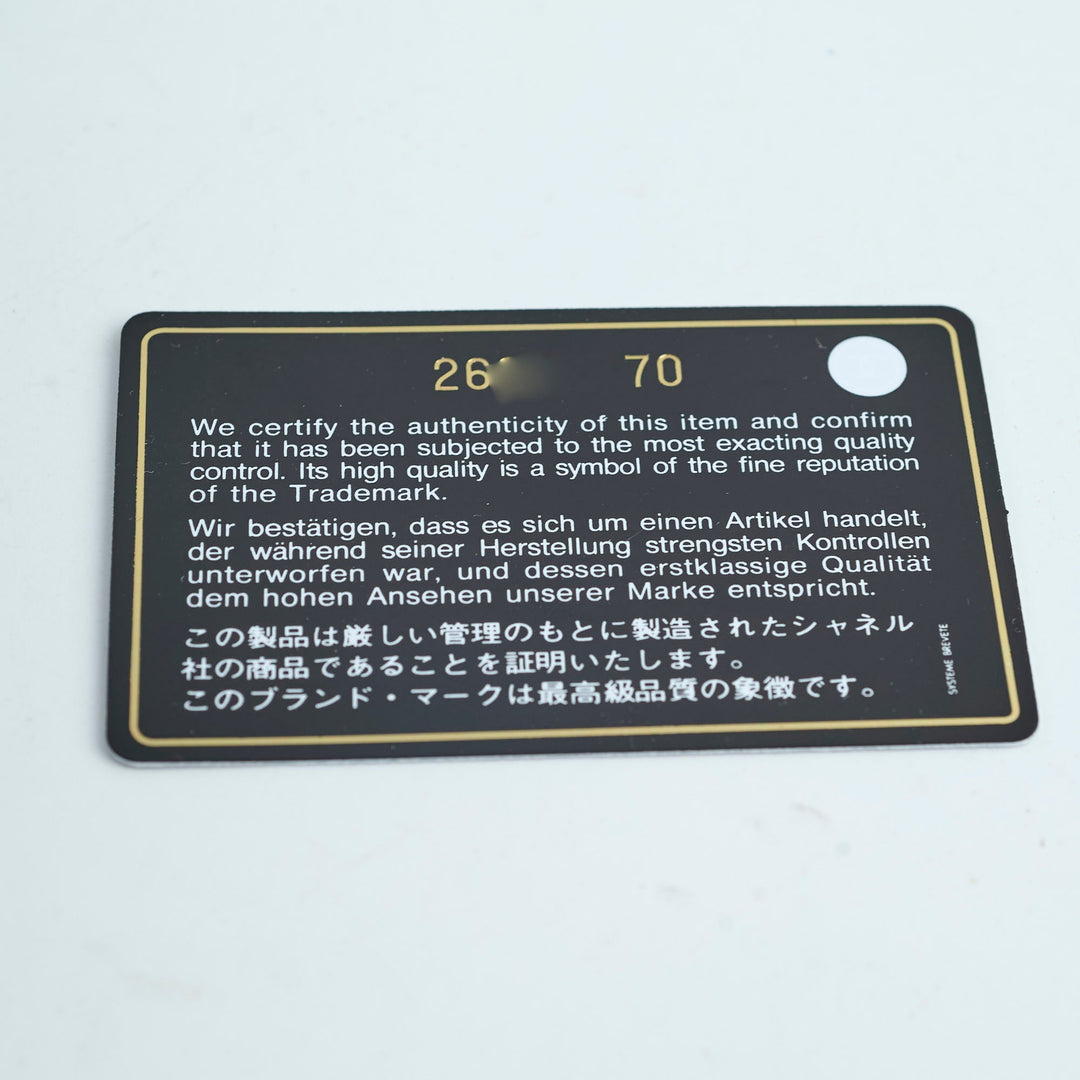 26 70
We certify the authenticity of this item and confirm
that it has been subjected to the most exacting quality
control. Its high quality is a symbol of the fine reputation
of the Trademark.
Wir bestätigen, dass es sich um einen Artikel handelt,
der während seiner Herstellung strengsten Kontrollen
unterworfen war, und dessen erstklassige Qualität
dem hohen Ansehen unserer Marke entspricht.
この製品は厳しい管理のもとに製造されたシャネル
社の商品であることを証明いたします。
このブランド・マークは最高級品質の象徴です。
SYSTEME BREVETE